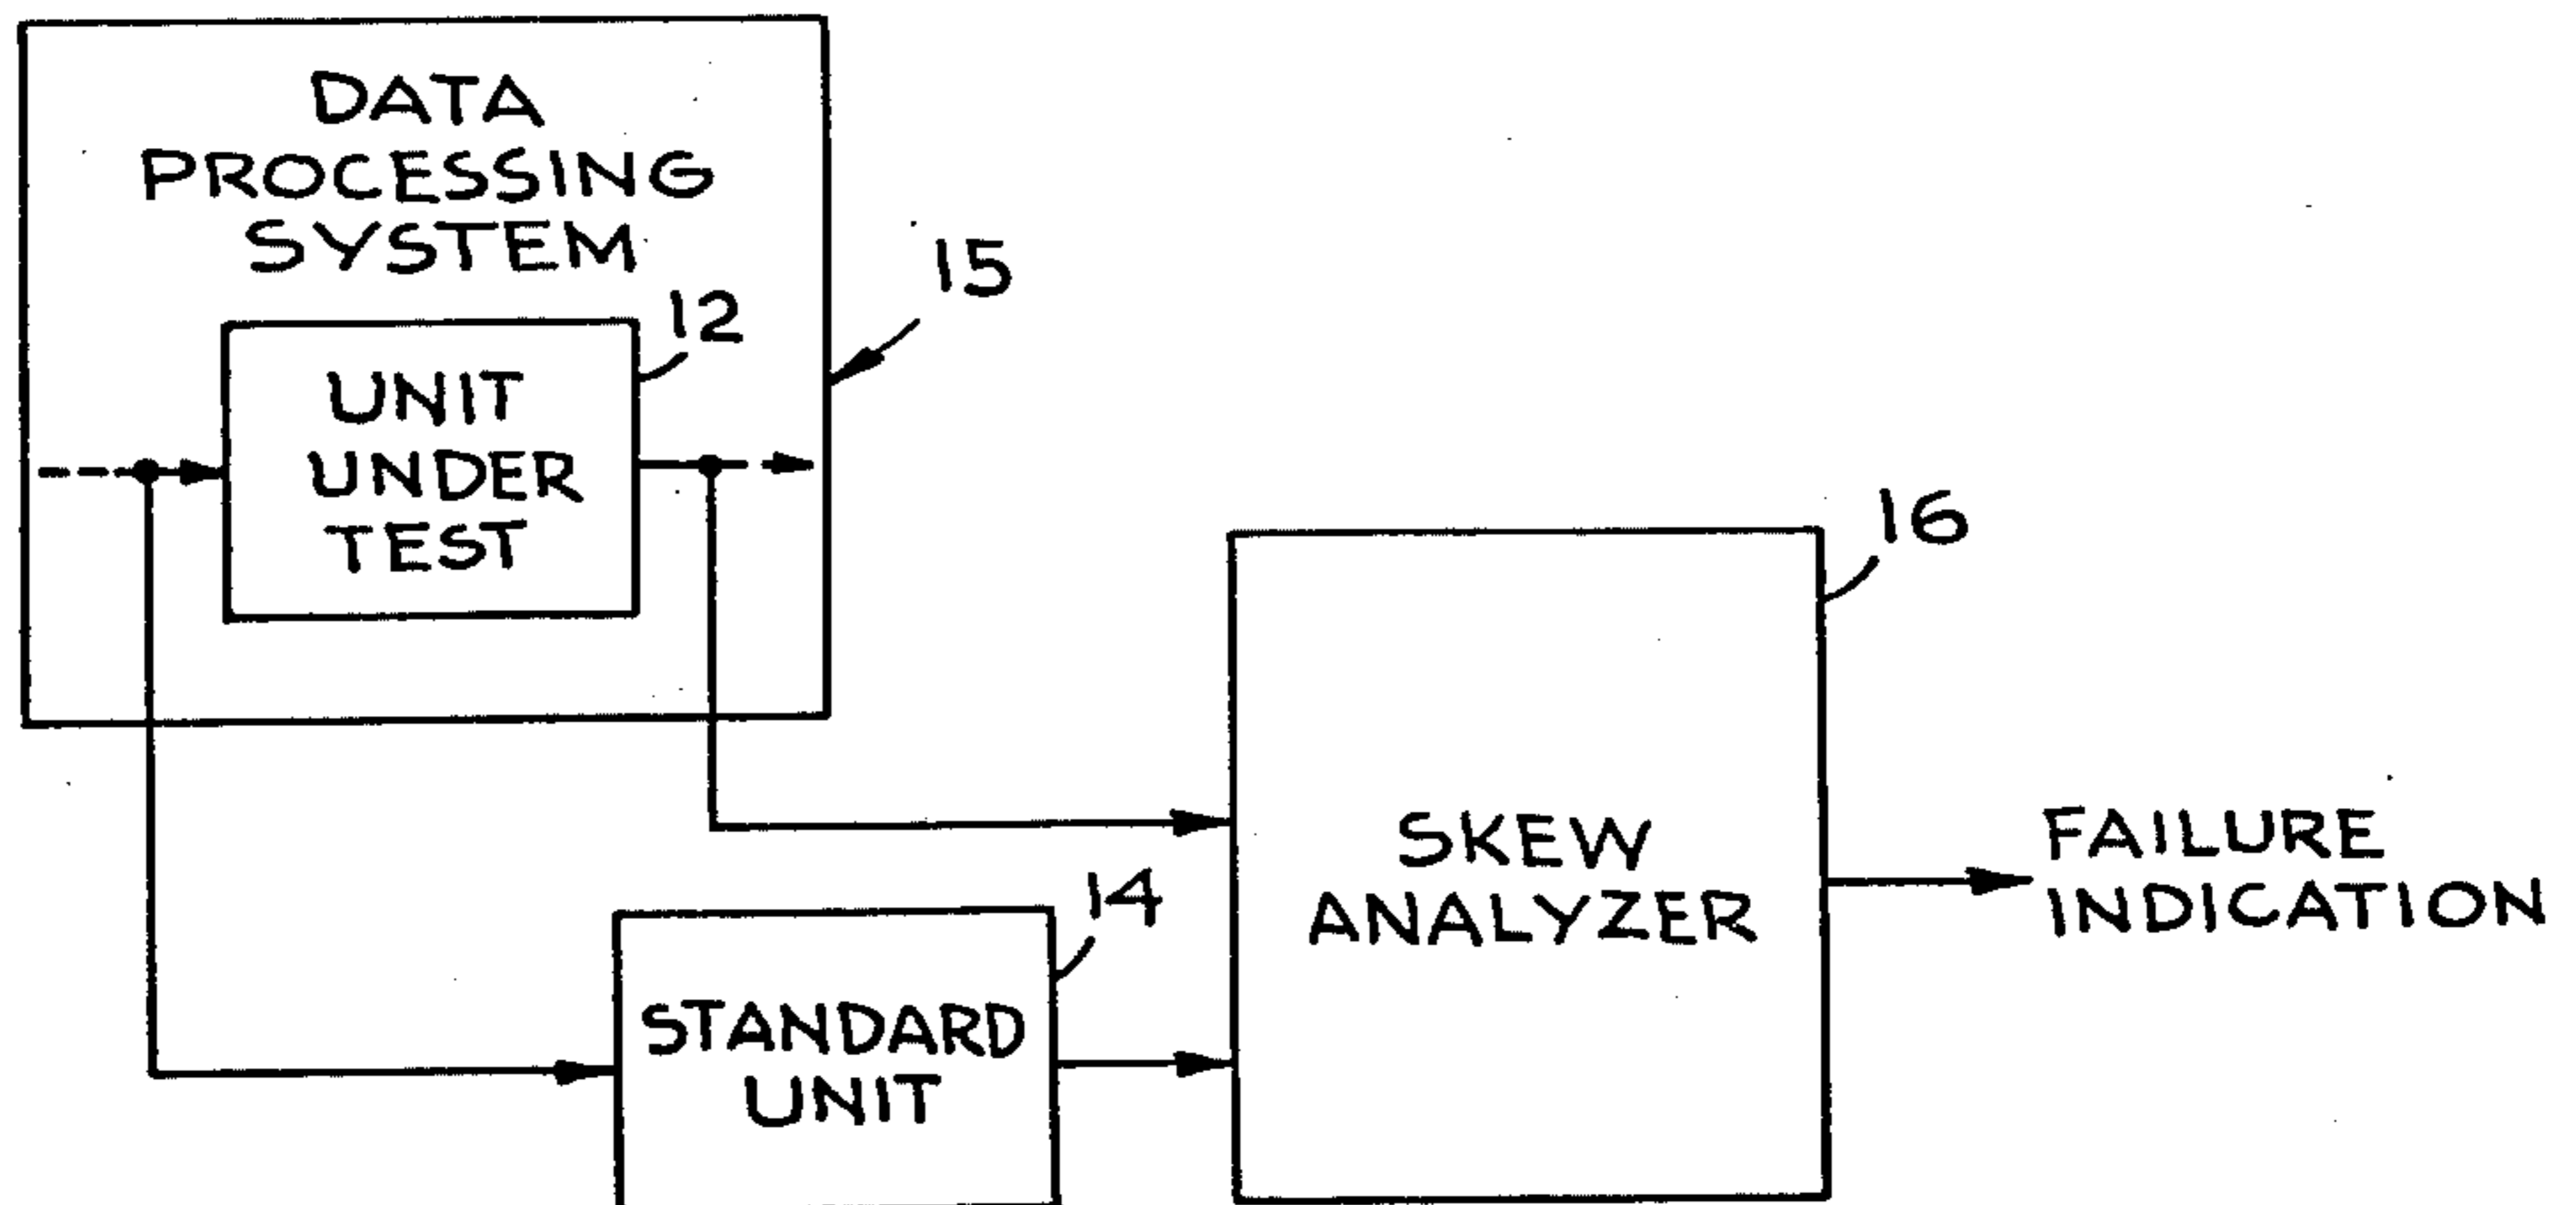 DATA
PROCESSING
SYSTEM
12
15
UNIT
UNDER
TEST
16
SKEW
ANALYZER
FAILURE
INDICATION
14
STANDARD
UNIT